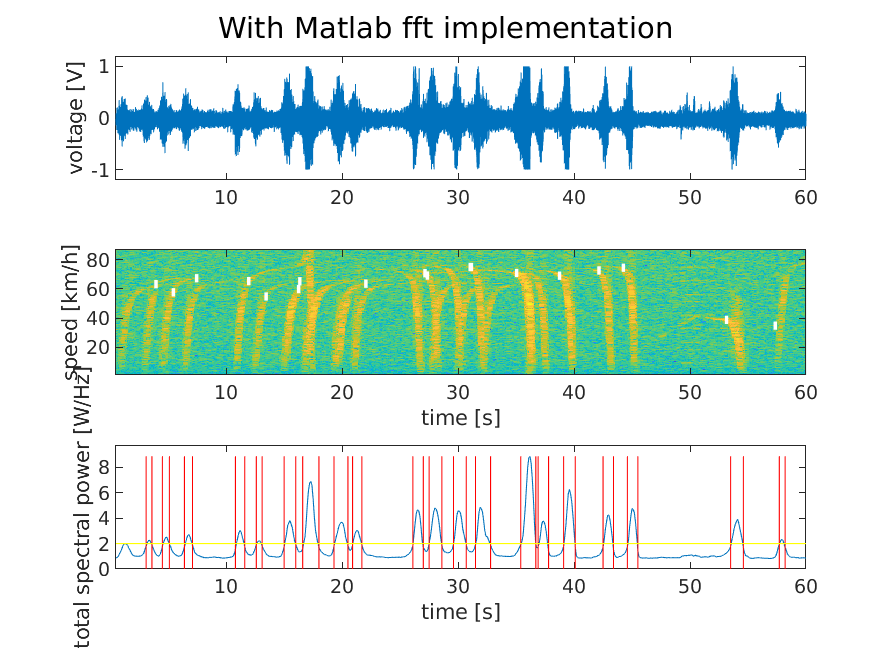 With Matlab fft implementation
voltage [V]
1
0
-1
10 20 30 40 50 60
speed [km/h]
80
60
40
20
10 20 30 40 50 60
time [s]
total spectral power [W/Hz]
8
6
4
2
0
10 20 30 40 50 60
time [s]